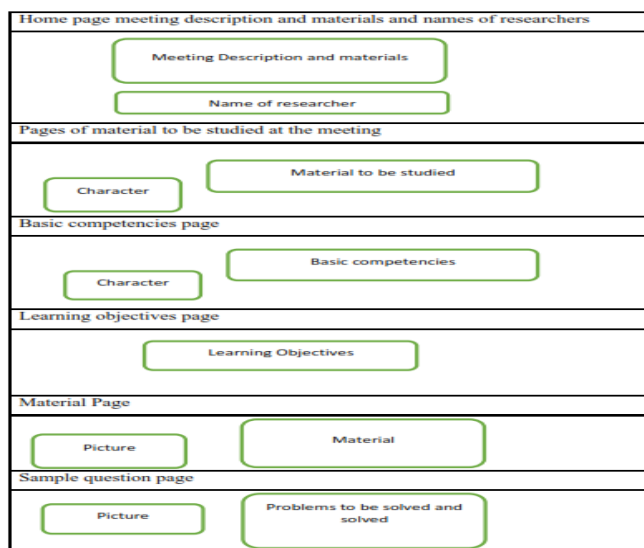 Home page meeting description and materials and names of researchers
Meeting Description and materials
Name of researcher
Pages of material to be studied at the meeting
Material to be studied
Character
Basic competencies page
Basic competencies
Character
Learning objectives page
Learning Objectives
Material Page
Material
Picture
Sample question page
Problems to be solved and
solved
Picture